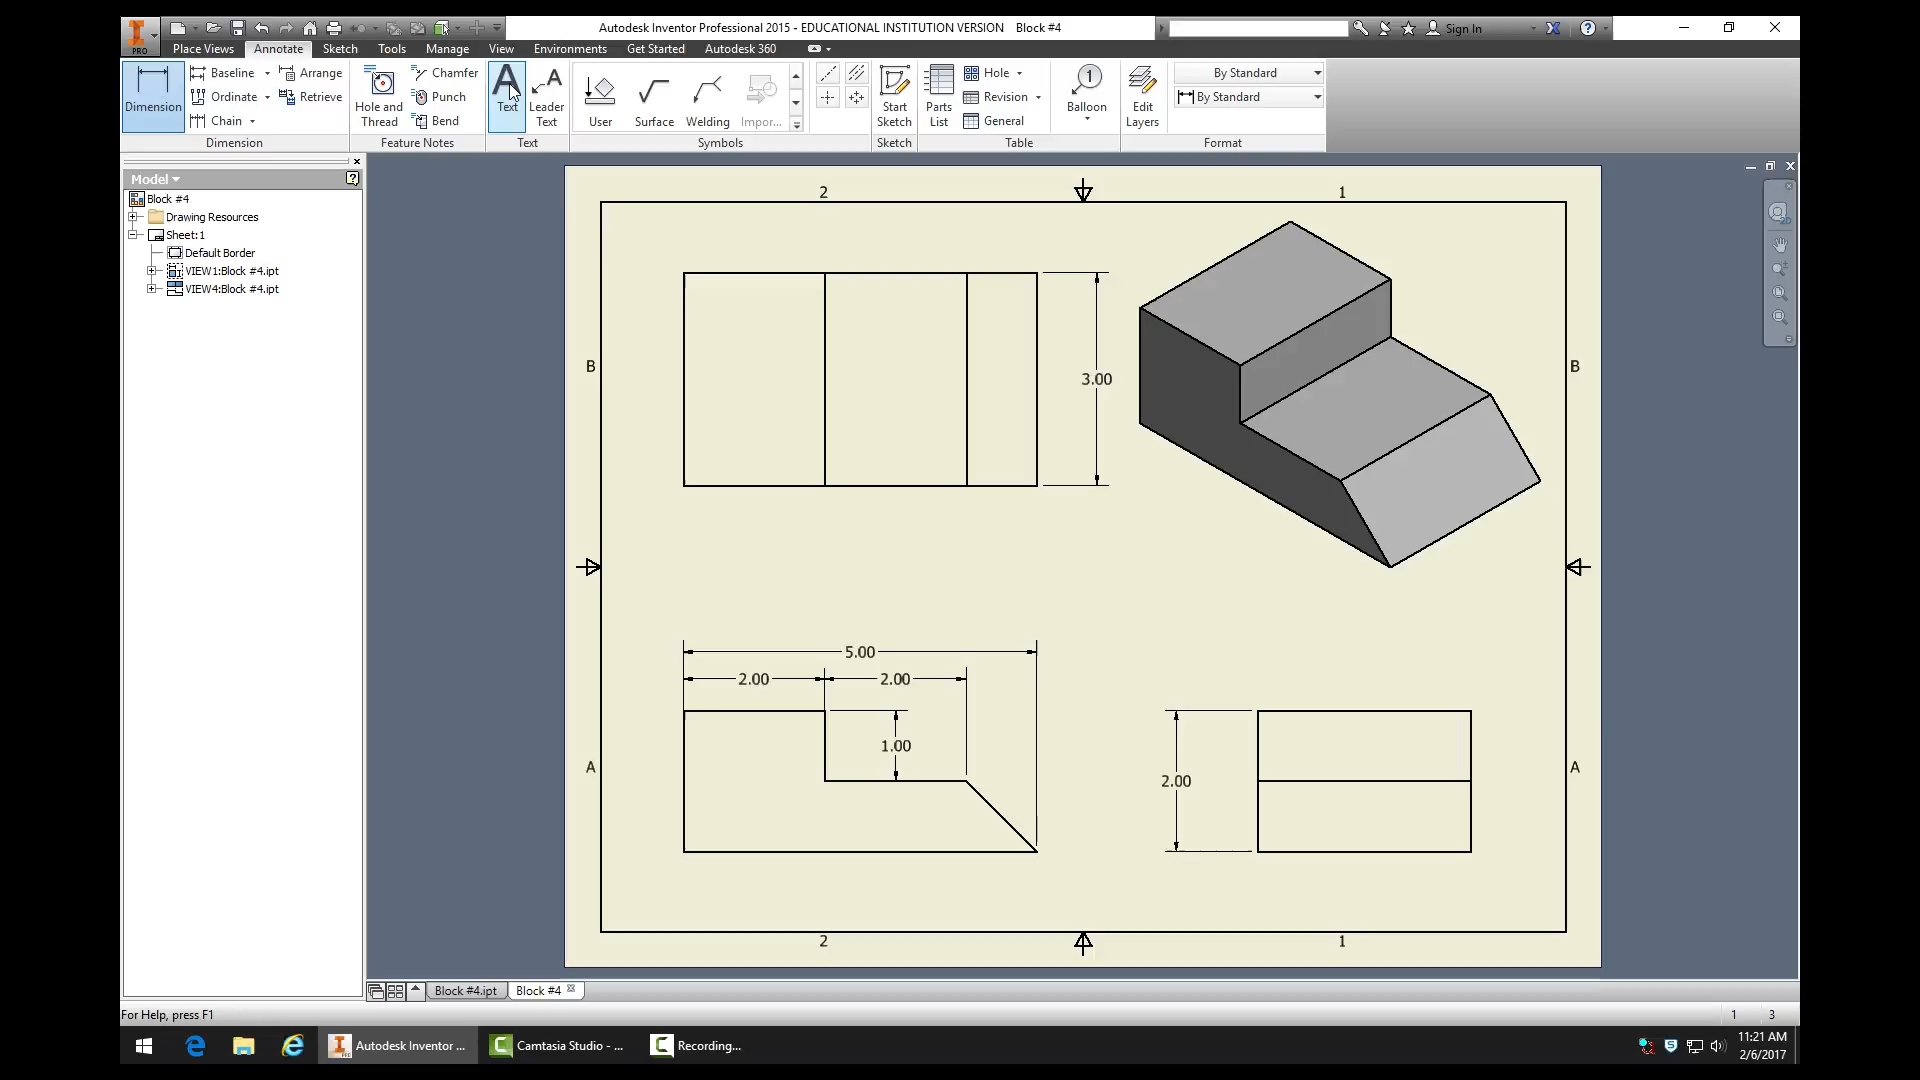 Autodesk Inventor Professional 2015 - EDUCATIONAL INSTITUTION VERSION Block #4
Sign In
PRO
Place Views Annotate Sketch Tools Manage View Environments Get Started Autodesk 360
Dimension
Baseline
Ordinate
Chain
Arrange
Retrieve
Dimension
Hole and Thread
Chamfer
Punch
Bend
Feature Notes
A
Text
A
Leader Text
Text
User
Surface
Welding
Impor...
Symbols
Start Sketch
Sketch
Parts List
Hole
Revision
General
Table
1
Balloon
Edit Layers
By Standard
By Standard
Format
Model
Block #4
Drawing Resources
Sheet:1
Default Border
VIEW1:Block #4.ipt
VIEW4:Block #4.ipt
2 1
B B
3.00
5.00
2.00 2.00
1.00
2.00
A A
2 1
Block #4.ipt Block #4
For Help, press F1
1 3
Autodesk Inventor ...
Camtasia Studio - ...
Recording...
11:21 AM
2/6/2017